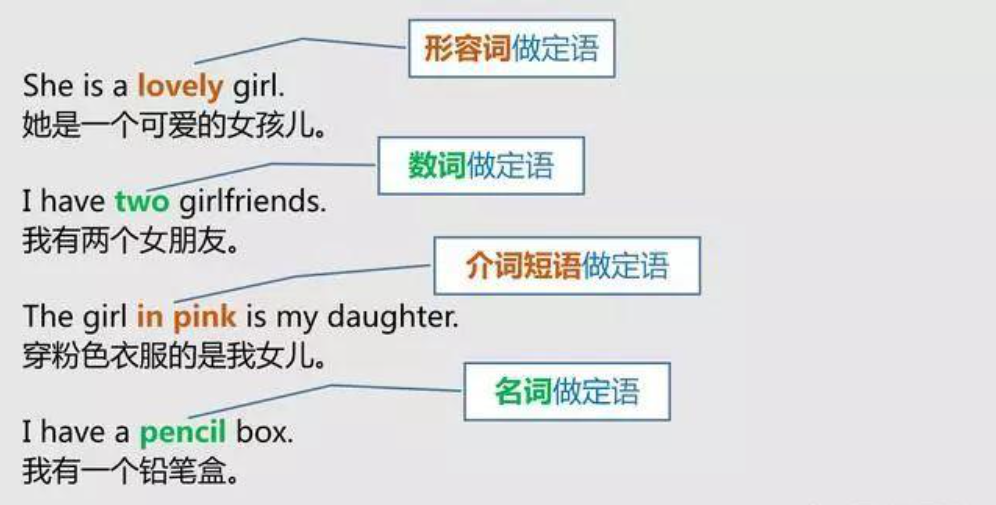 形容词做定语
She is a lovely girl.
她是一个可爱的女孩儿。
数词做定语
I have two girlfriends.
我有两个女朋友。
介词短语做定语
The girl in pink is my daughter.
穿粉色衣服的是我女儿。
名词做定语
I have a pencil box.
我有一个铅笔盒。